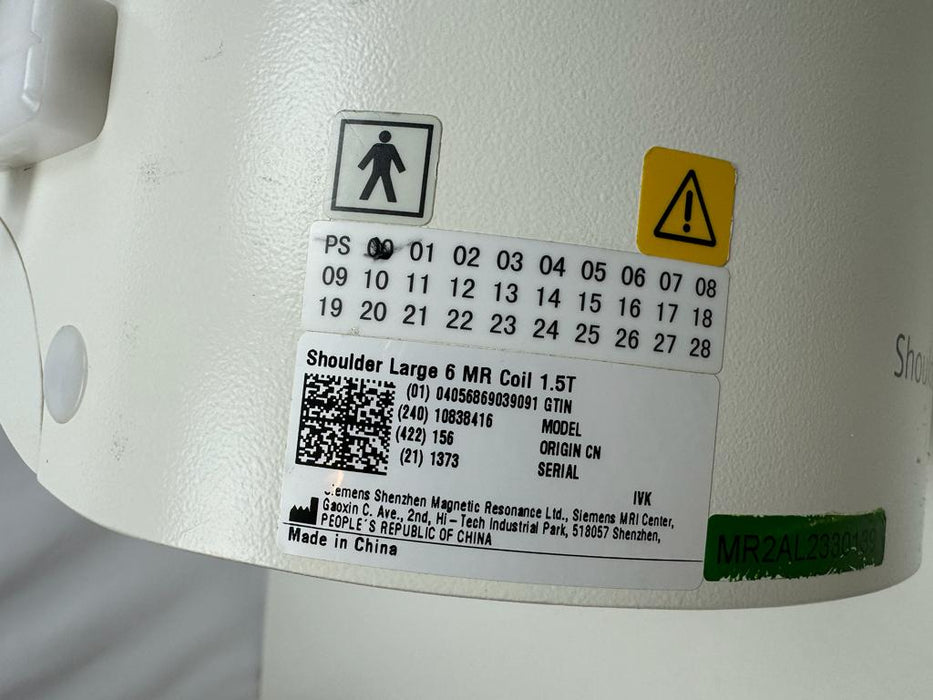 PS 00 01 02 03 04 05 06 07 08
09 10 11 12 13 14 15 16 17 18
19 20 21 22 23 24 25 26 27 28
Shoulder Large 6 MR Coil 1.5T
(01) 04056869039091 GTIN
(240) 10838416 MODEL
(422) 156 ORIGIN CN
(21) 1373 SERIAL
IVK
Siemens Shenzhen Magnetic Resonance Ltd., Siemens MRI Center,
Gaoxin C. Ave., 2nd, Hi-Tech Industrial Park, 518057 Shenzhen,
PEOPLE'S REPUBLIC OF CHINA
Made in China